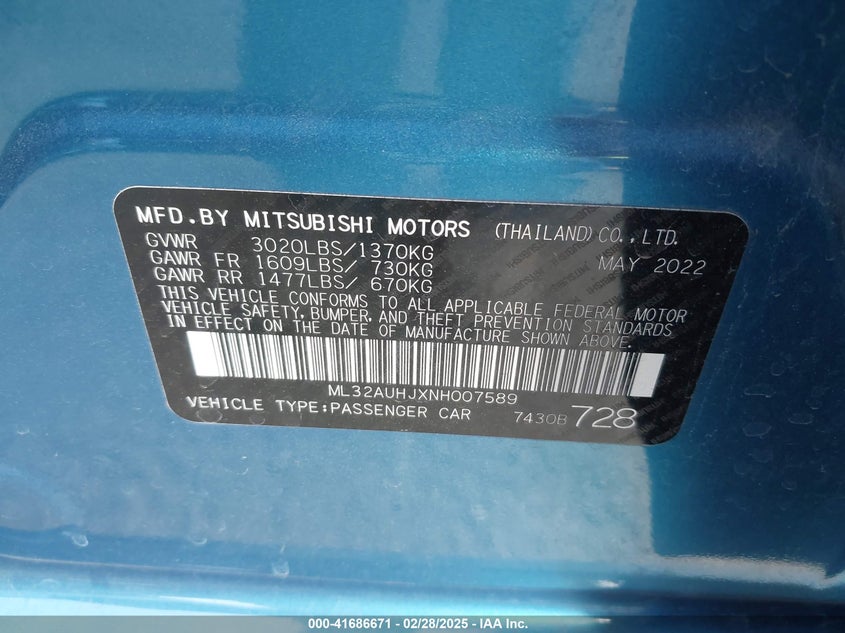 MFD.BY MITSUBISHI MOTORS (THAILAND) CO.,LTD.
GVWR 3020LBS/1370KG MAY 2022
GAWR FR 1609LBS/ 730KG
GAWR RR 1477LBS/ 670KG
THIS VEHICLE CONFORMS TO ALL APPLICABLE FEDERAL MOTOR
VEHICLE SAFETY, BUMPER, AND THEFT PREVENTION STANDARDS
IN EFFECT ON THE DATE OF MANUFACTURE SHOWN ABOVE.
ML32AUHJXNH007589
VEHICLE TYPE:PASSENGER CAR 7430B 728
000-41686671 | 02/28/2025 - © IAA Inc.